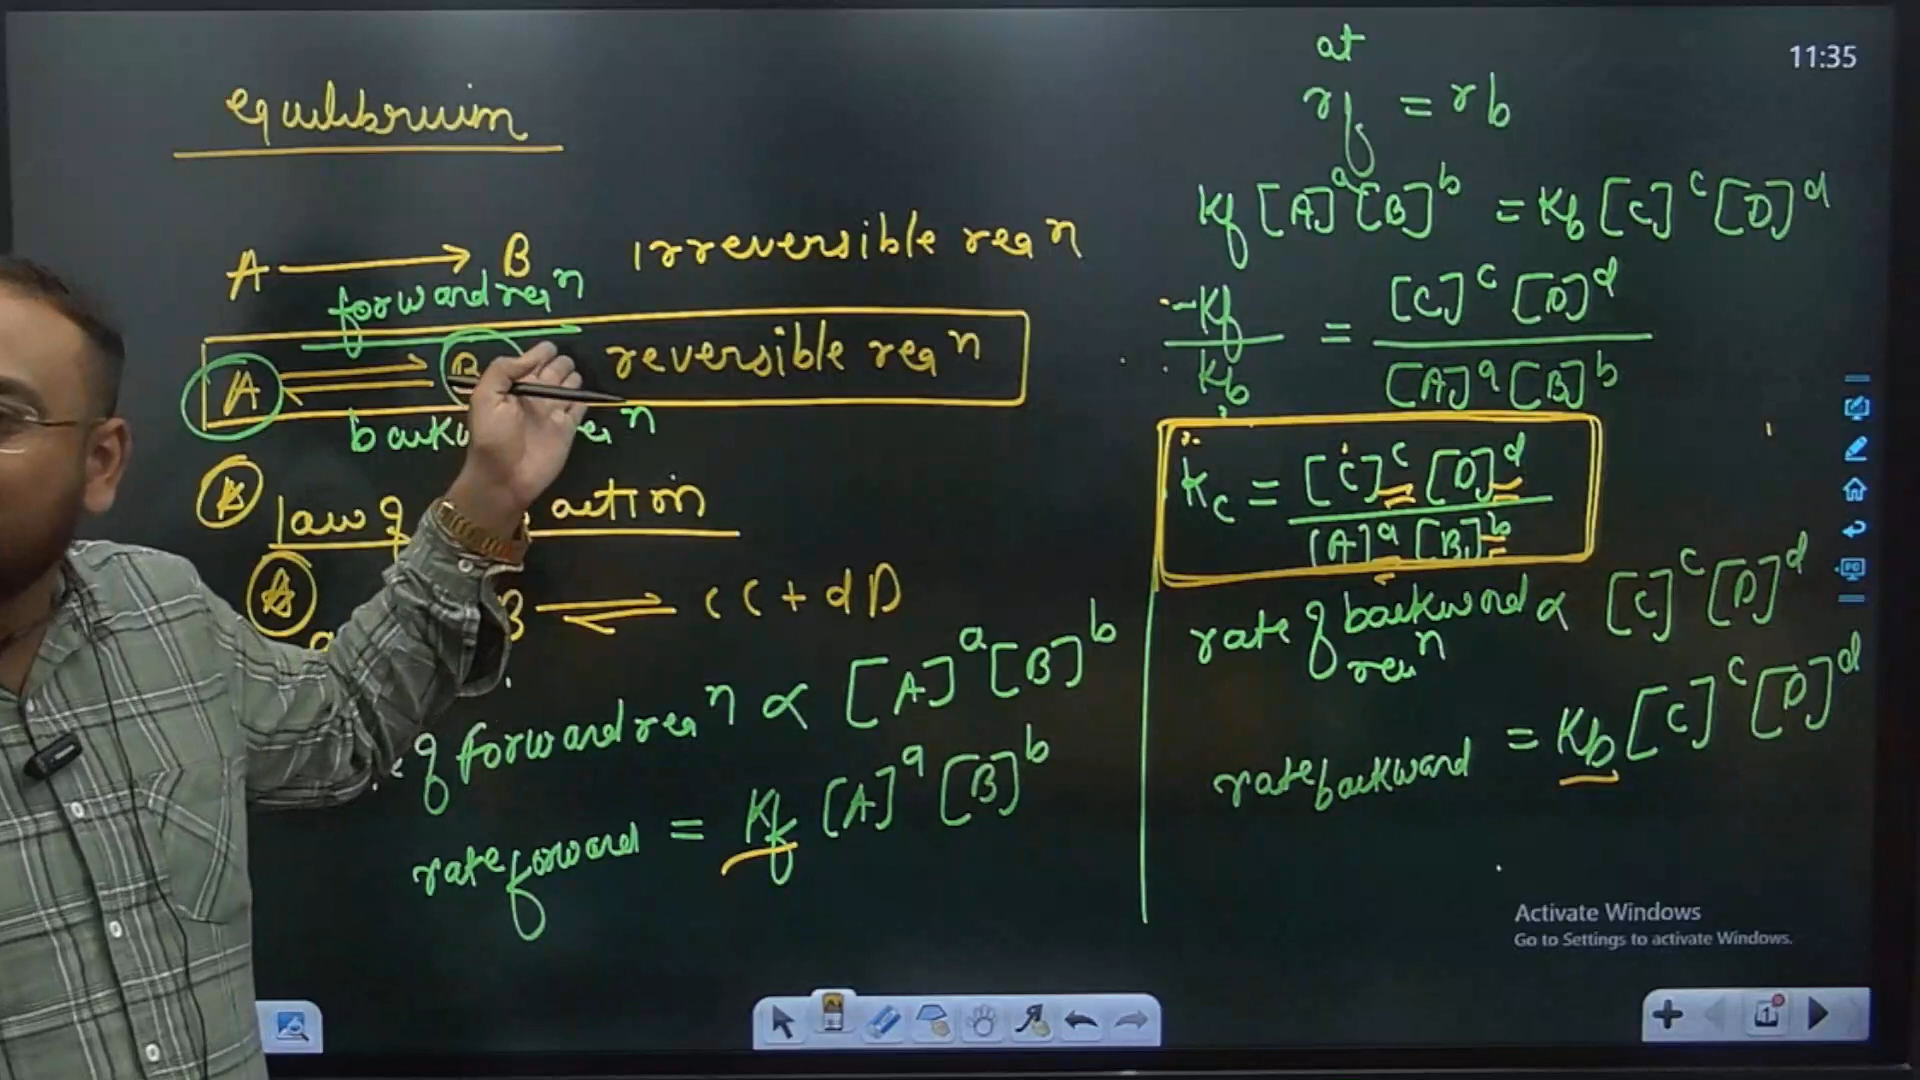 equilibrium
A ⟶ B irreversible reaⁿ
forward reaⁿ
A ⇌ B reversible reaⁿ
reaⁿ
law of action
B ⇌ cC + dD
of forward reaⁿ ∝ [A]ᵃ[B]ᵇ
rate forward = Kf [A]ᵃ [B]ᵇ
at
rf = rb
Kf [A]ᵃ[B]ᵇ = Kb [C]ᶜ [D]ᵈ
Kf / Kb = [C]ᶜ [D]ᵈ / [A]ᵃ [B]ᵇ
Kc = [C]ᶜ [D]ᵈ / [A]ᵃ [B]ᵇ
rate of backward reaⁿ ∝ [C]ᶜ [D]ᵈ
rate backward = Kb [C]ᶜ [D]ᵈ
11:35
Activate Windows
Go to Settings to activate Windows.
1